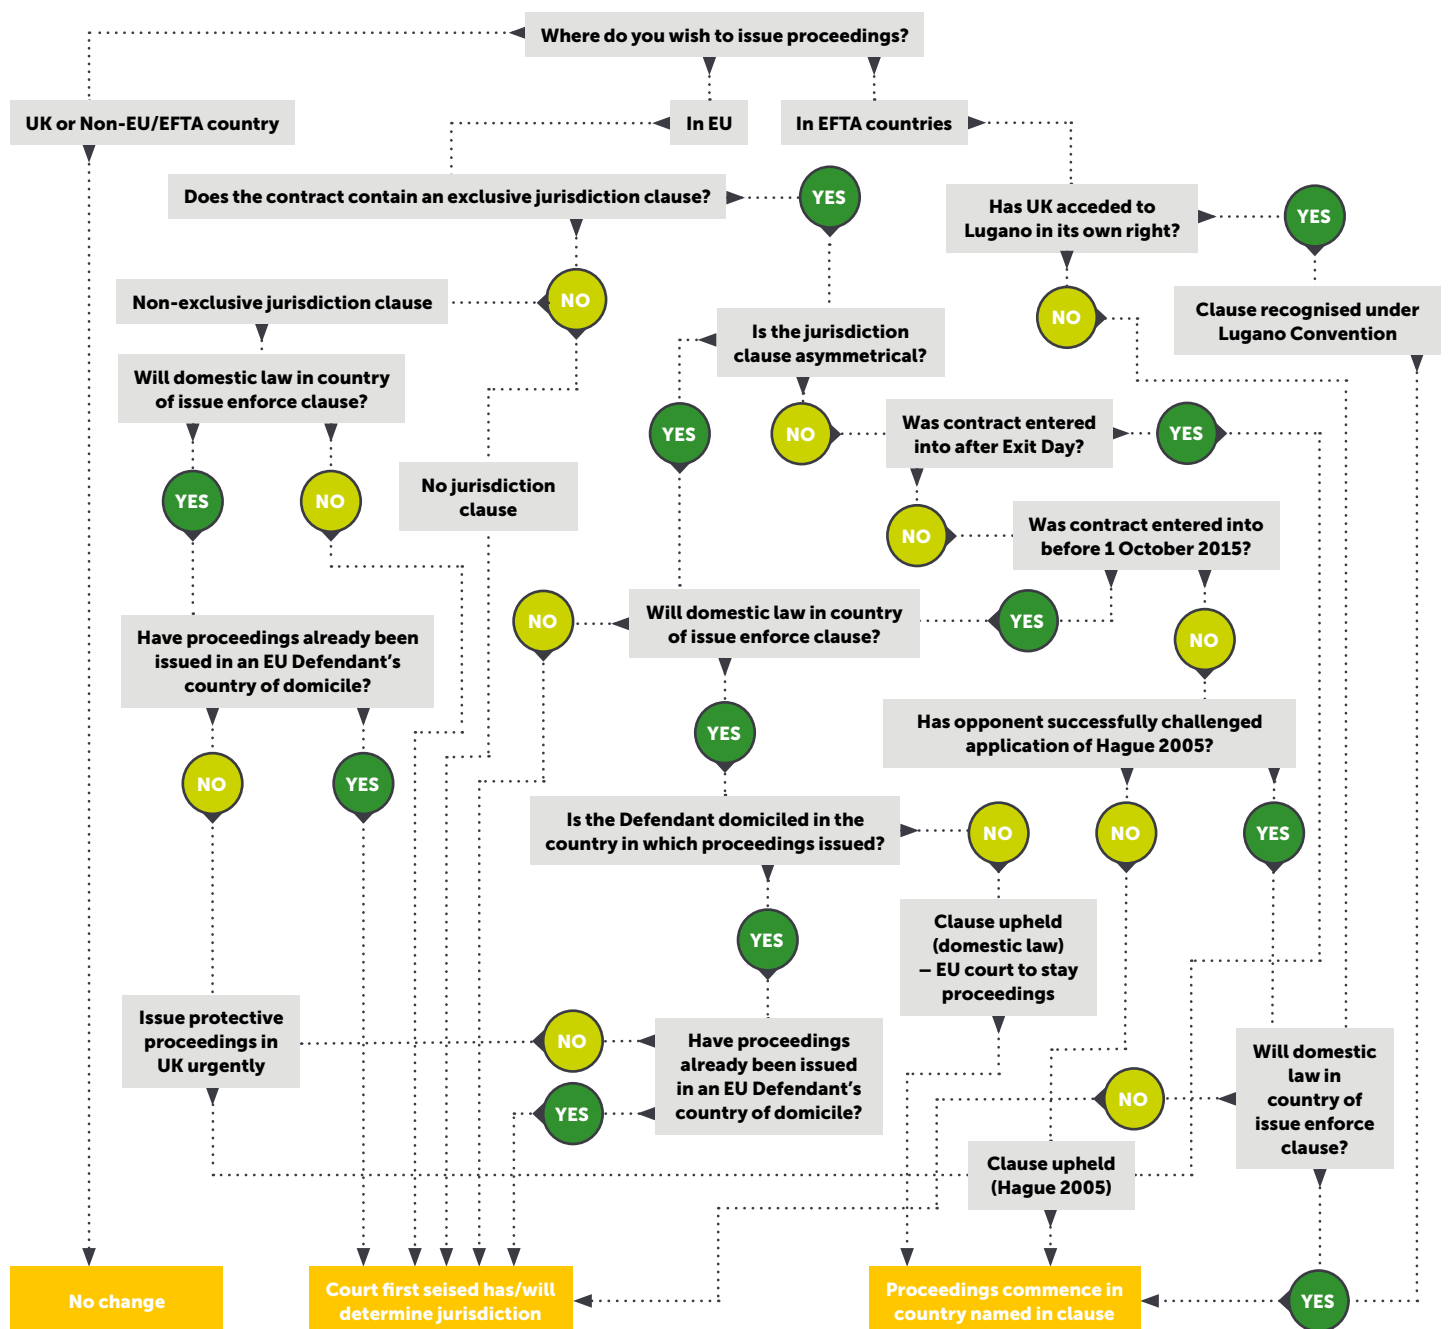 Where do you wish to issue proceedings?
UK or Non-EU/EFTA country
In EU
In EFTA countries
Does the contract contain an exclusive jurisdiction clause?
YES
Has UK acceded to
Lugano in its own right?
YES
Non-exclusive jurisdiction clause
NO
Is the jurisdiction
clause asymmetrical?
NO
Clause recognised under
Lugano Convention
Will domestic law in country
of issue enforce clause?
YES
NO
Was contract entered
into after Exit Day?
YES
YES
NO
No jurisdiction
clause
NO
Was contract entered into
before 1 October 2015?
Have proceedings already been
issued in an EU Defendant's
country of domicile?
NO
Will domestic law in country
of issue enforce clause?
YES
NO
NO
YES
YES
Has opponent successfully challenged
application of Hague 2005?
Is the Defendant domiciled in the
country in which proceedings issued?
NO
NO
YES
YES
Clause upheld
(domestic law)
– EU court to stay
proceedings
Issue protective
proceedings in
UK urgently
NO
YES
Have proceedings
already been issued
in an EU Defendant's
country of domicile?
NO
Will domestic
law in
country of
issue enforce
clause?
Clause upheld
(Hague 2005)
No change
Court first seised has/will
determine jurisdiction
Proceedings commence in
country named in clause
YES